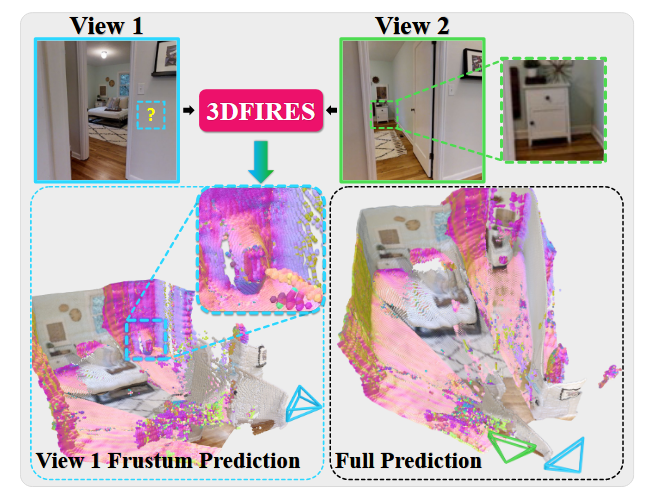 View 1
View 2
?
3DFIRES
View 1 Frustum Prediction
Full Prediction